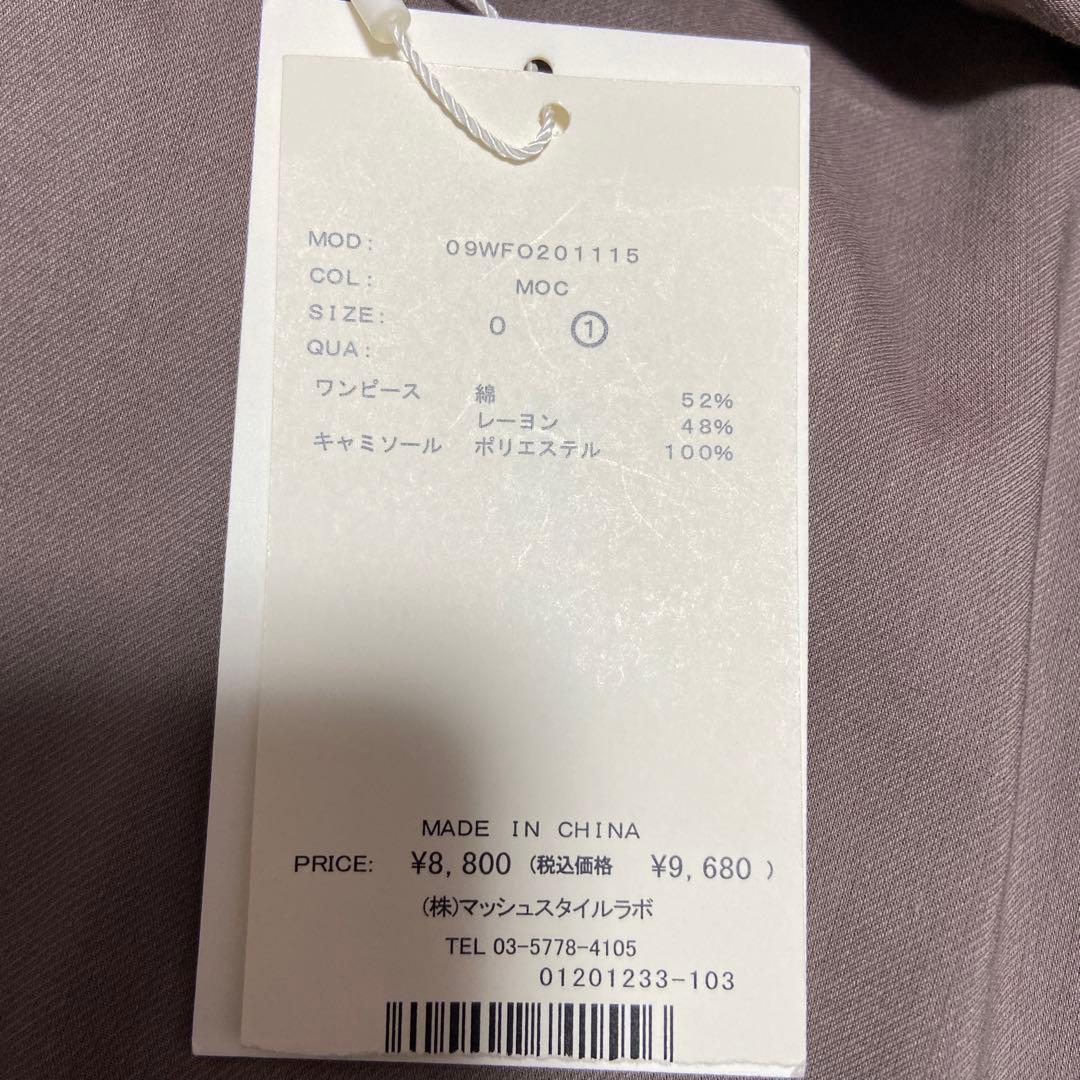 MOD: 09WFO201115
COL: MOC
SIZE: 0 ①
QUA:
ワンピース 綿 52%
レーヨン 48%
キャミソール ポリエステル 100%
MADE IN CHINA
PRICE: ¥8,800 (税込価格 ¥9,680 )
(株)マッシュスタイルラボ
TEL 03-5778-4105
01201233-103